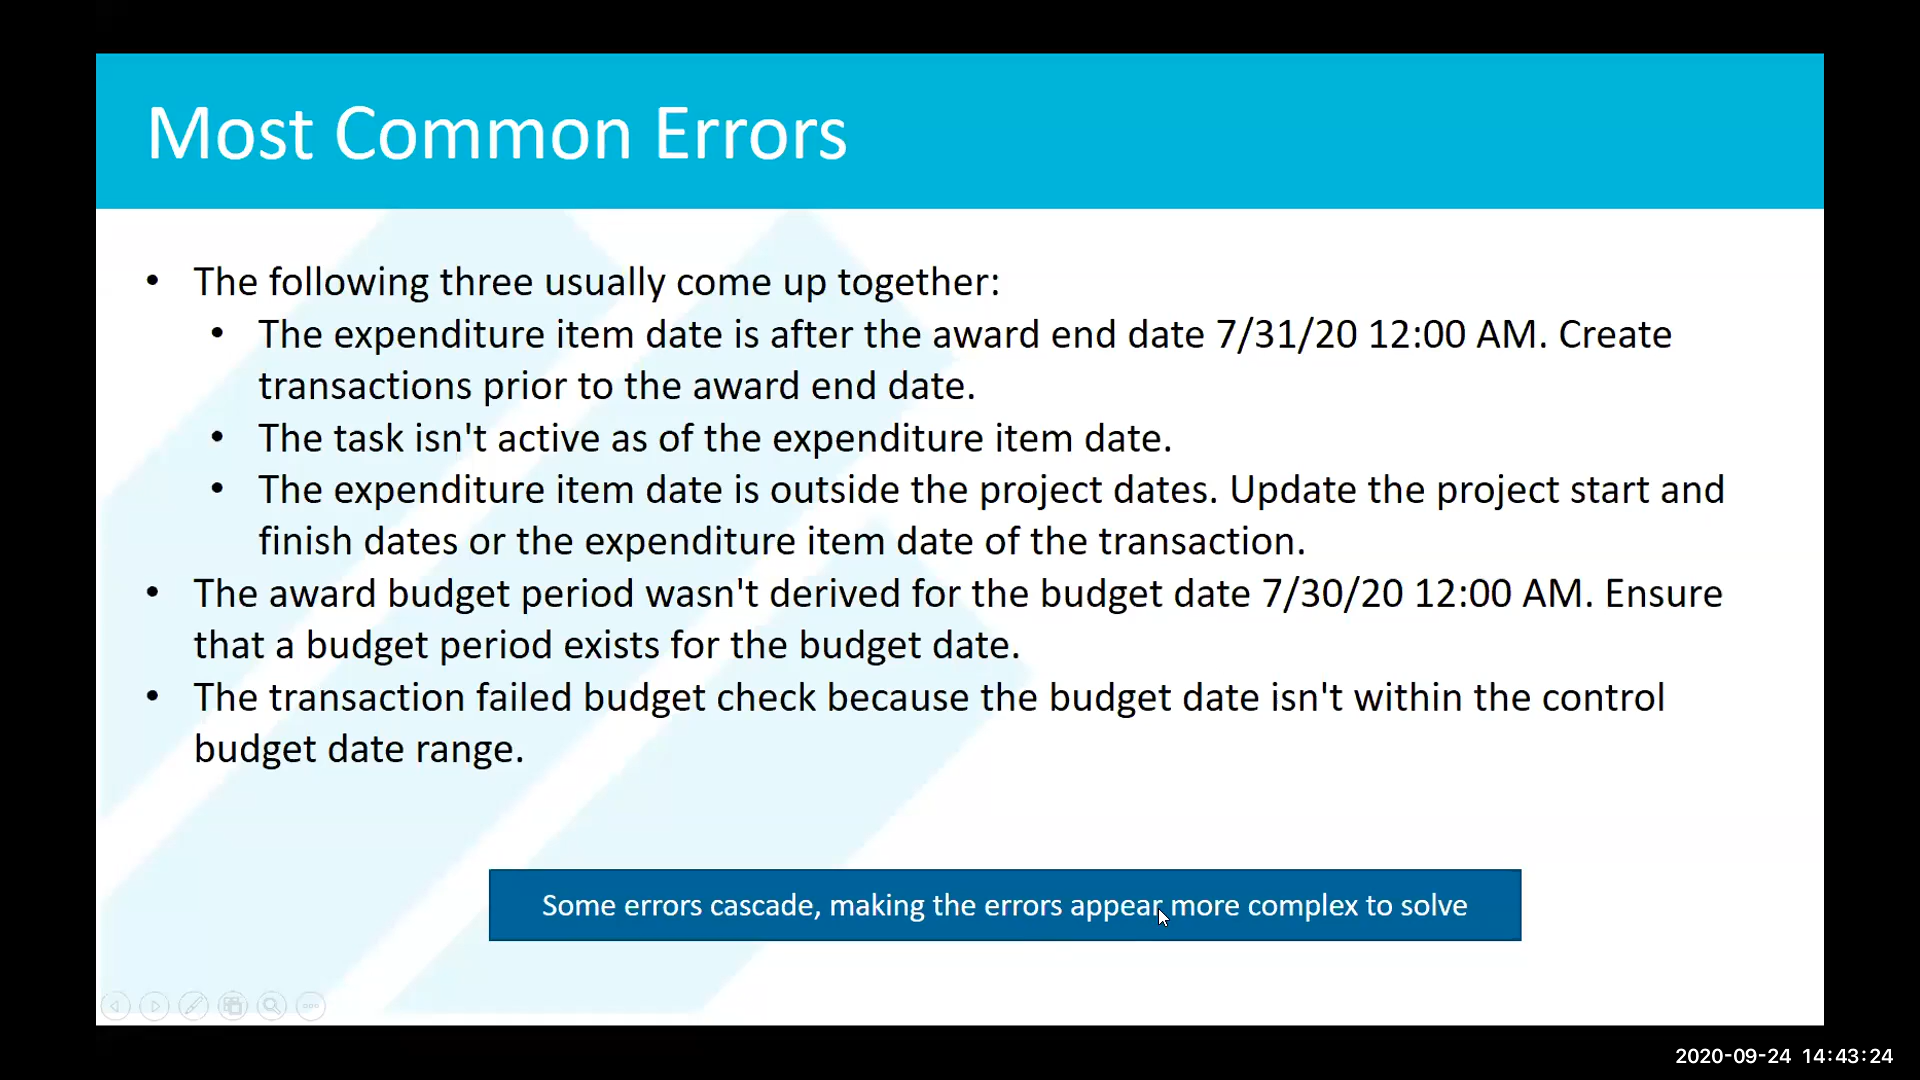 Most Common Errors
• The following three usually come up together:
• The expenditure item date is after the award end date 7/31/20 12:00 AM. Create
transactions prior to the award end date.
• The task isn't active as of the expenditure item date.
• The expenditure item date is outside the project dates. Update the project start and
finish dates or the expenditure item date of the transaction.
• The award budget period wasn't derived for the budget date 7/30/20 12:00 AM. Ensure
that a budget period exists for the budget date.
• The transaction failed budget check because the budget date isn't within the control
budget date range.
Some errors cascade, making the errors appear more complex to solve
2020-09-24 14:43:24